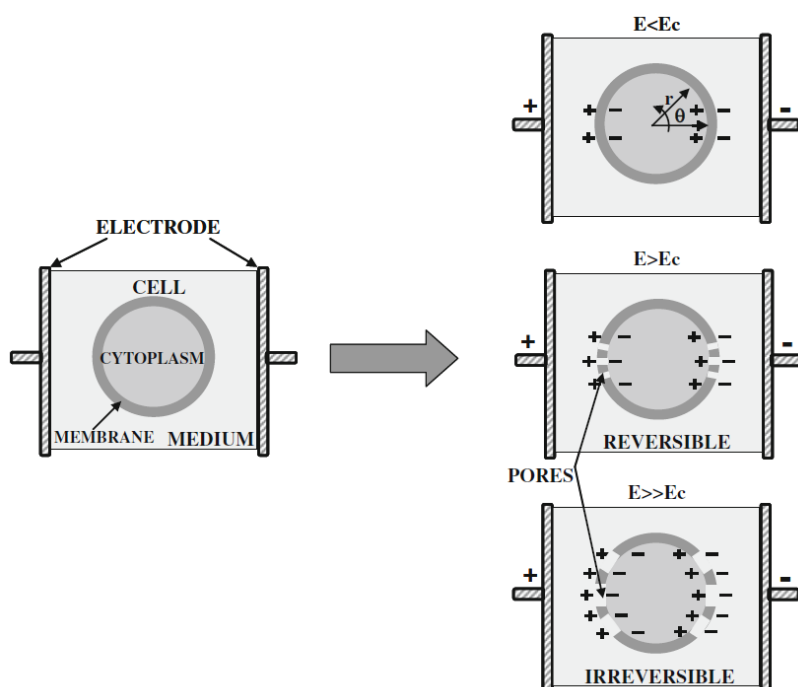 ELECTRODE
CELL
CYTOPLASM
MEMBRANE
MEDIUM
E<Ec
+
-
r
θ
+ - + -
+ - + -
E>Ec
+
-
+ - + -
+ - + -
+ - + -
REVERSIBLE
PORES
E>>Ec
+
-
+ - + -
+ - + -
+ - + -
+ - + -
+ - + -
IRREVERSIBLE